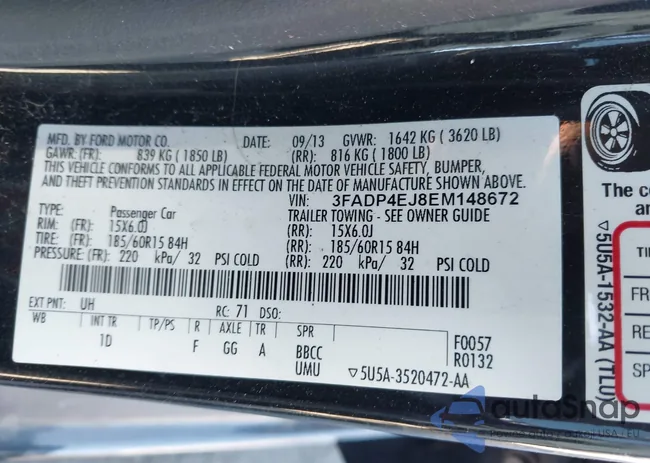 MFD. BY FORD MOTOR CO. DATE: 09/13 GVWR: 1642 KG ( 3620 LB)
GAWR: (FR): 839 KG ( 1850 LB) (RR): 816 KG ( 1800 LB)
THIS VEHICLE CONFORMS TO ALL APPLICABLE FEDERAL MOTOR VEHICLE SAFETY, BUMPER,
AND THEFT PREVENTION STANDARDS IN EFFECT ON THE DATE OF MANUFACTURE SHOWN ABOVE.
VIN: 3FADP4EJ8EM148672
TYPE: Passenger Car TRAILER TOWING - SEE OWNER GUIDE
RIM: (FR): 15X6.0J (RR): 15X6.0J
TIRE: (FR): 185/60R15 84H (RR): 185/60R15 84H
PRESSURE: (FR): 220 kPa/ 32 PSI COLD (RR): 220 kPa/ 32 PSI COLD
EXT PNT: UH RC: 71 DSO:
WB INT TR TP/PS R AXLE TR SPR F0057
1D F GG A BBCC R0132
UMU ▽5U5A-3520472-AA
The co
an
▽5U5A-1532-AA (TLU)
TI
FR
RE
SP
autoSnap